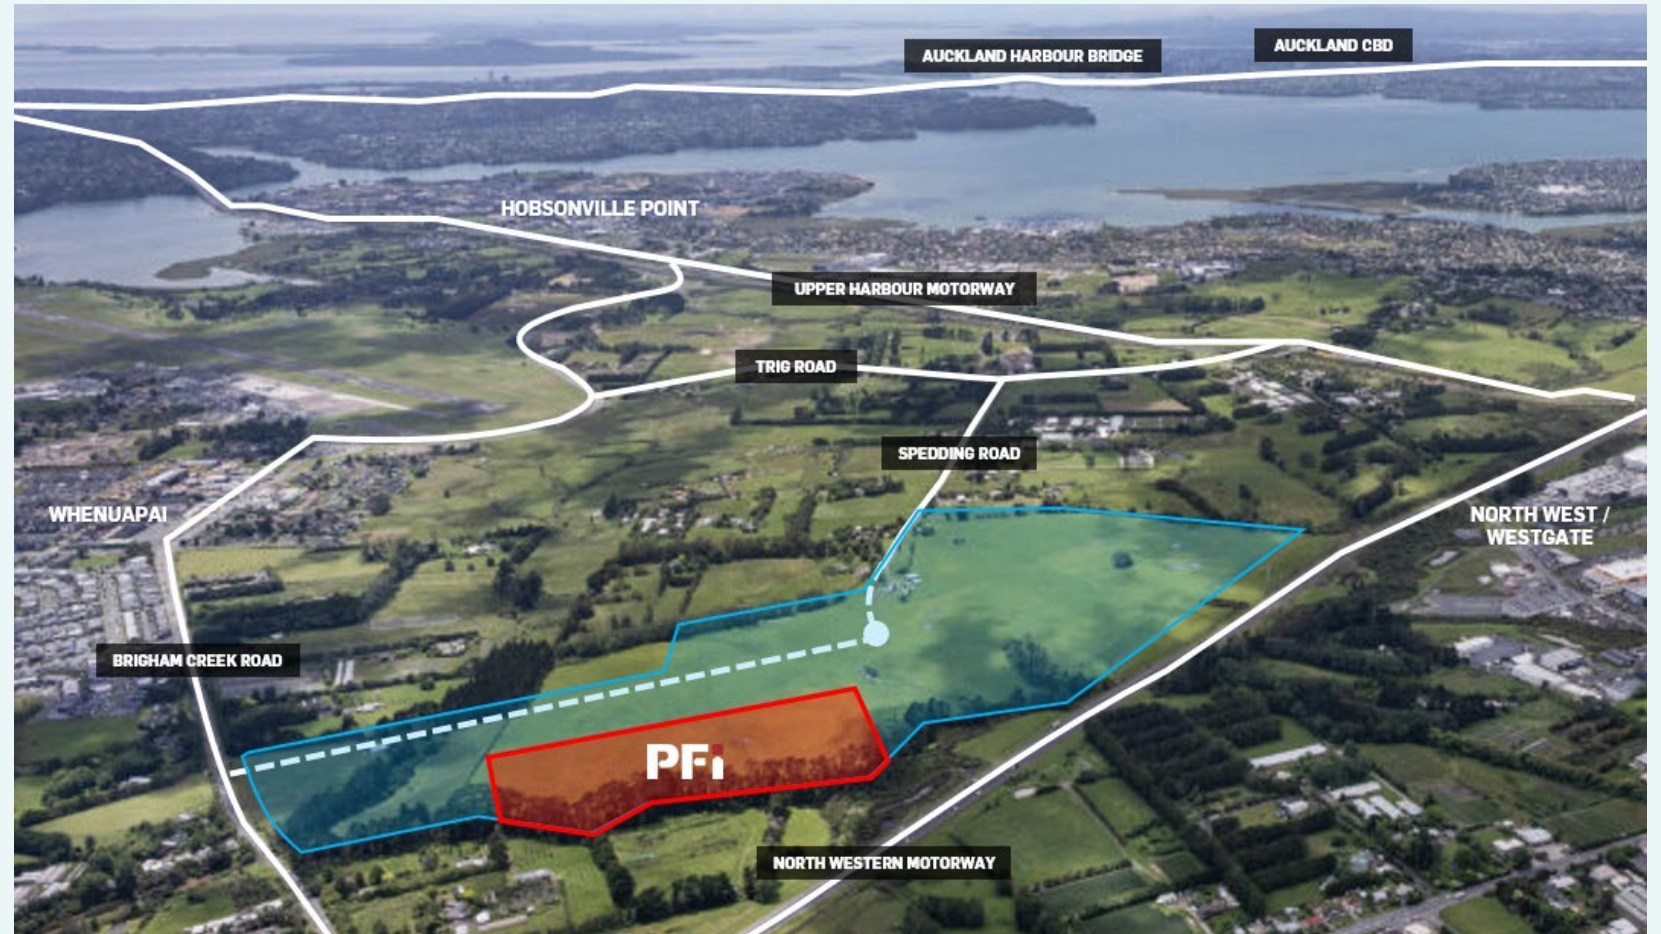 AUCKLAND CBD
AUCKLAND HARBOUR BRIDGE
HOBSONVILLE POINT
UPPER HARBOUR MOTORWAY
TRIG ROAD
SPEDDING ROAD
WHENUAPAI
NORTH WEST /
WESTGATE
BRIGHAM CREEK ROAD
PFi
NORTH WESTERN MOTORWAY